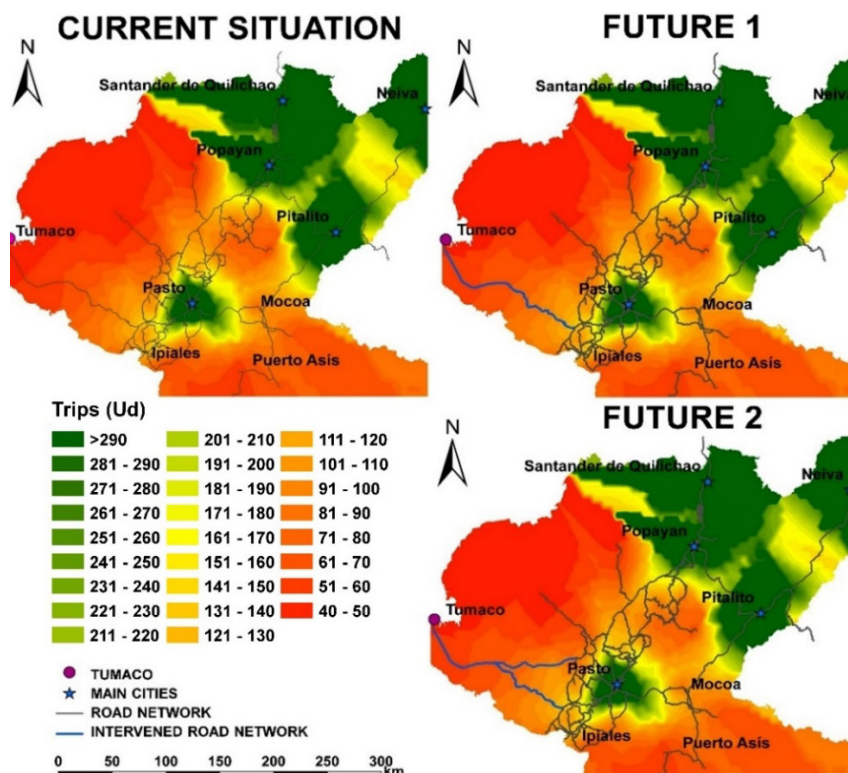 CURRENT SITUATION
N
Santander de Quilichao
Neiva
Popayan
Pitalito
Tumaco
Pasto
Mocoa
Ipiales
Puerto Asís
FUTURE 1
N
Santander de Quilichao
Neiva
Popayan
Pitalito
Tumaco
Pasto
Mocoa
Ipiales
Puerto Asís
Trips (Ud)
>290
281 - 290
271 - 280
261 - 270
251 - 260
241 - 250
231 - 240
221 - 230
211 - 220
201 - 210
191 - 200
181 - 190
171 - 180
161 - 170
151 - 160
141 - 150
131 - 140
121 - 130
111 - 120
101 - 110
91 - 100
81 - 90
71 - 80
61 - 70
51 - 60
40 - 50
TUMACO
MAIN CITIES
ROAD NETWORK
INTERVENED ROAD NETWORK
0 50 100 150 200 250 300
km
FUTURE 2
N
Santander de Quilichao
Neiva
Popayan
Pitalito
Tumaco
Pasto
Mocoa
Ipiales
Puerto Asís